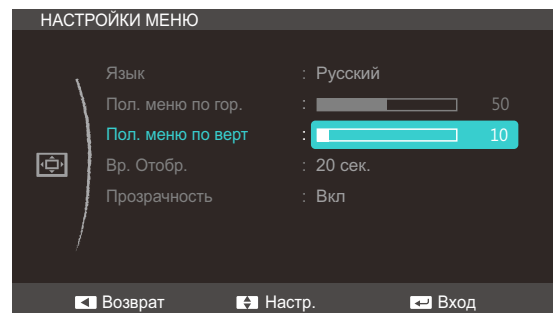 НАСТРОЙКИ МЕНЮ
Язык : Русский
Пол. меню по гор. : 50
Пол. меню по верт : 10
Вр. Отобр. : 20 сек.
Прозрачность : Вкл
Возврат Настр. Вход